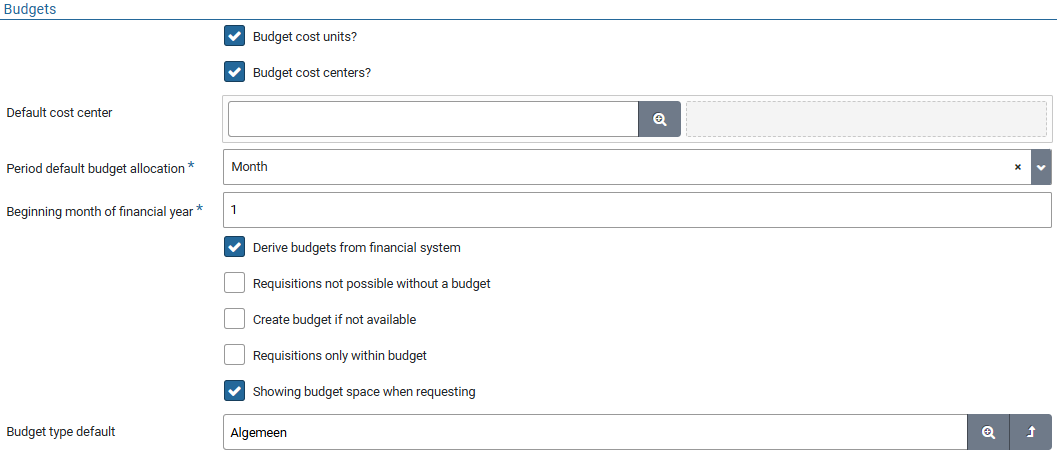 Budgets
Budget cost units?
Budget cost centers?
Default cost center
Period default budget allocation * Month ×
Beginning month of financial year * 1
Derive budgets from financial system
Requisitions not possible without a budget
Create budget if not available
Requisitions only within budget
Showing budget space when requesting
Budget type default Algemeen